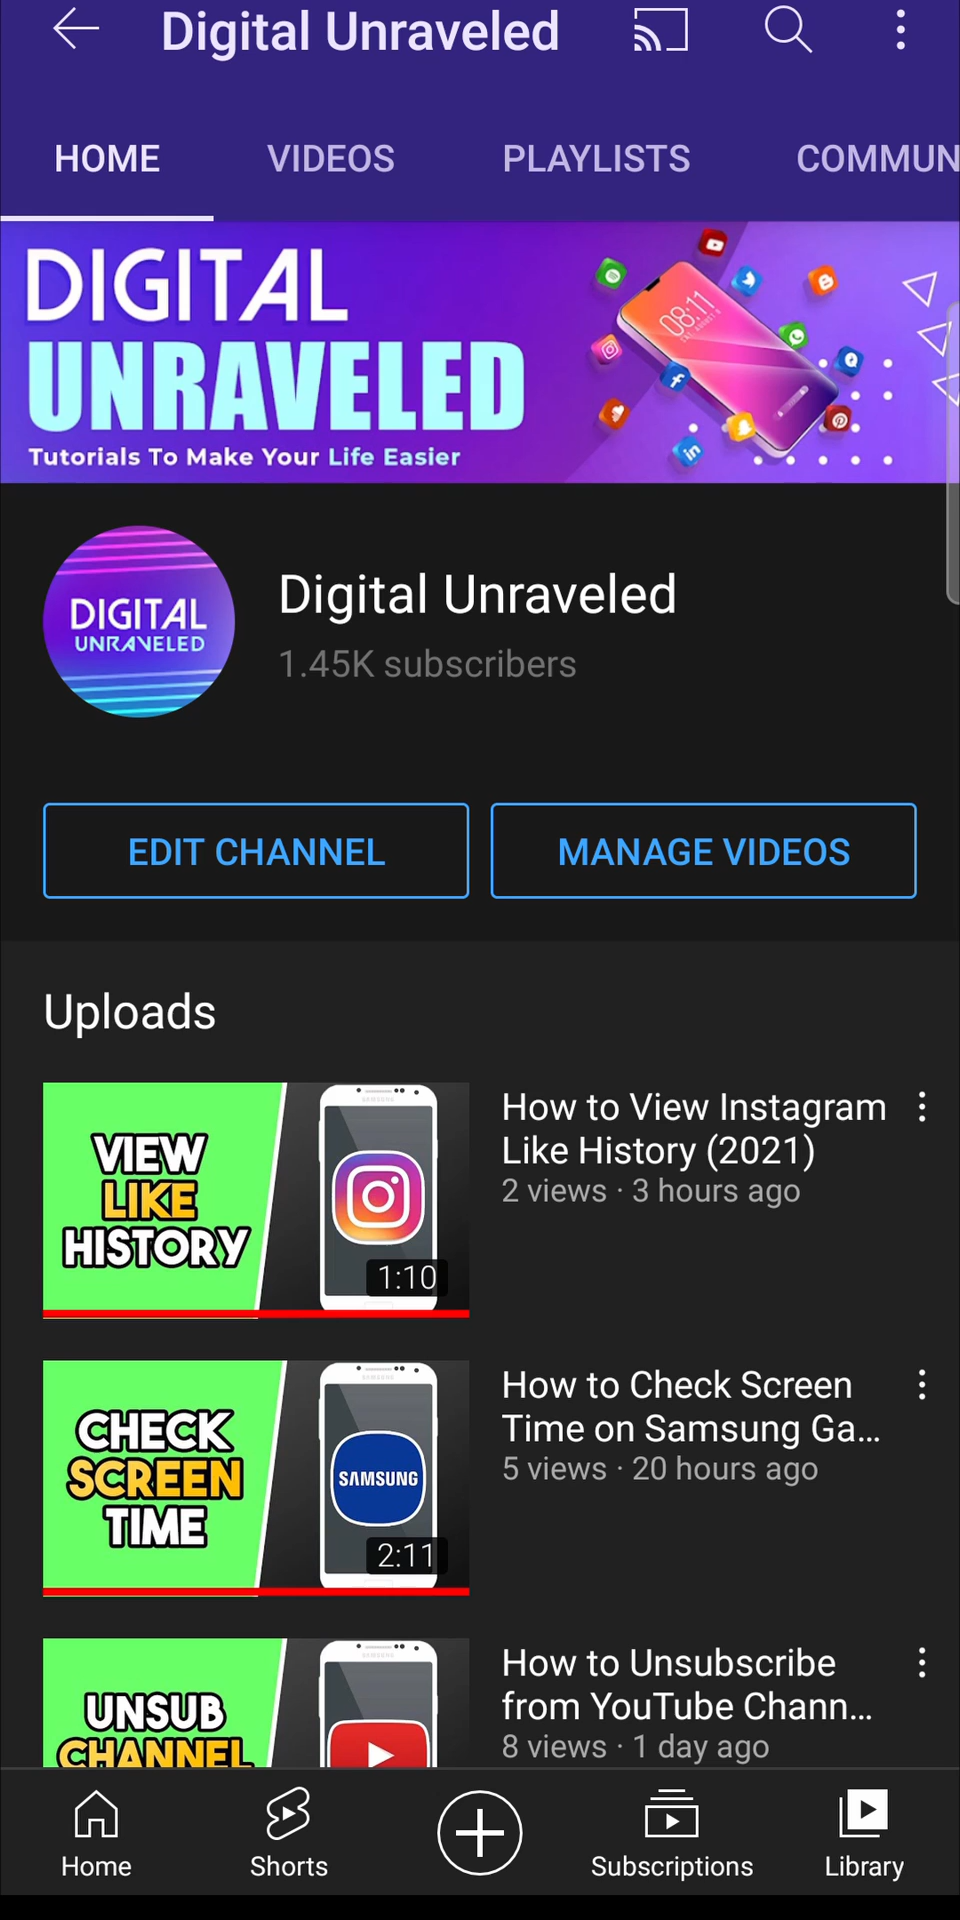 Digital Unraveled
HOME VIDEOS PLAYLISTS COMMUN
DIGITAL
UNRAVELED
Tutorials To Make Your Life Easier
08:11
DIGITAL
UNRAVELED
Digital Unraveled
1.45K subscribers
EDIT CHANNEL MANAGE VIDEOS
Uploads
VIEW
LIKE
HISTORY
SAMSUNG
1:10
How to View Instagram
Like History (2021)
2 views · 3 hours ago
CHECK
SCREEN
TIME
SAMSUNG
SAMSUNG
2:11
How to Check Screen
Time on Samsung Ga...
5 views · 20 hours ago
UNSUB
CHANNEL
SAMSUNG
How to Unsubscribe
from YouTube Chann...
8 views · 1 day ago
Home Shorts Subscriptions Library